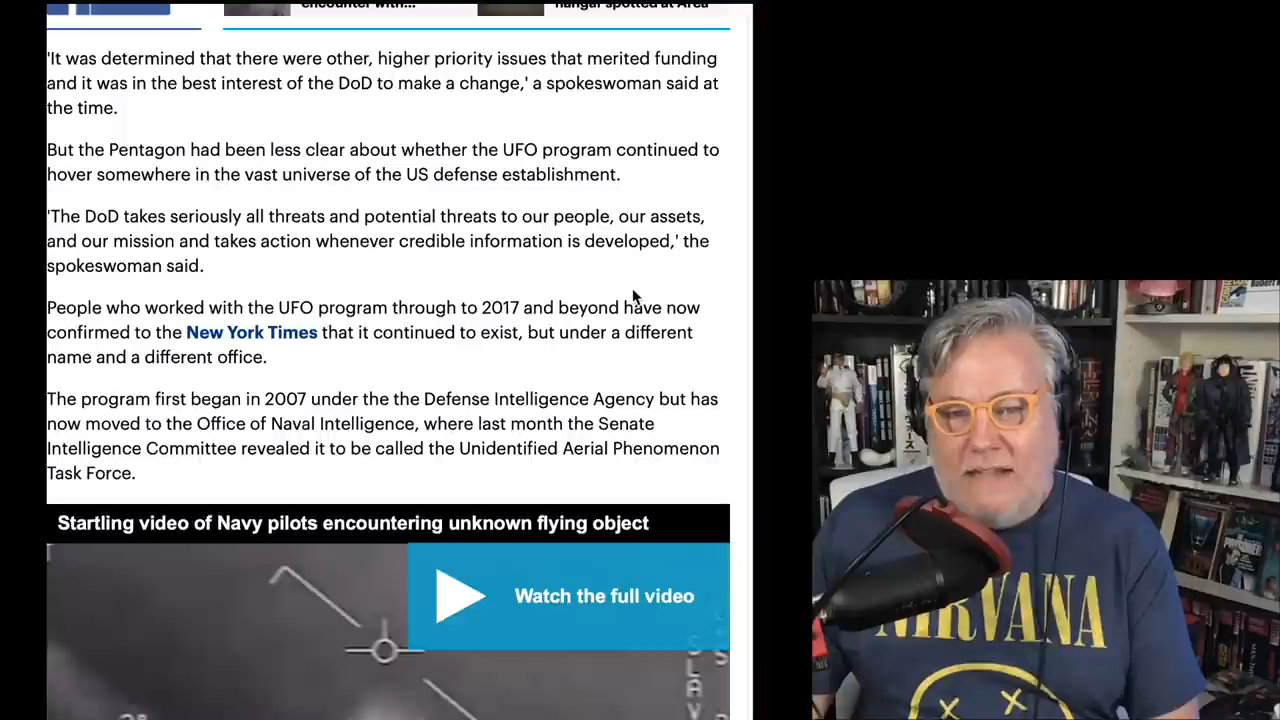 encounter with...
hangar spotted at Area
'It was determined that there were other, higher priority issues that merited funding
and it was in the best interest of the DoD to make a change,' a spokeswoman said at
the time.
But the Pentagon had been less clear about whether the UFO program continued to
hover somewhere in the vast universe of the US defense establishment.
'The DoD takes seriously all threats and potential threats to our people, our assets,
and our mission and takes action whenever credible information is developed,' the
spokeswoman said.
People who worked with the UFO program through to 2017 and beyond have now
confirmed to the New York Times that it continued to exist, but under a different
name and a different office.
The program first began in 2007 under the the Defense Intelligence Agency but has
now moved to the Office of Naval Intelligence, where last month the Senate
Intelligence Committee revealed it to be called the Unidentified Aerial Phenomenon
Task Force.
Startling video of Navy pilots encountering unknown flying object
Watch the full video
NIRVANA